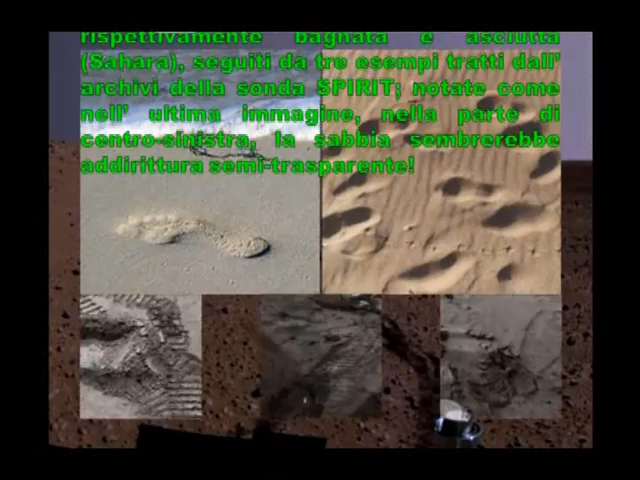 rispettivamente bagnata e asciutta
(Sahara), seguiti da tre esempi tratti dall'
archivi della sonda SPIRIT; notate come
nell' ultima immagine, nella parte di
centro-sinistra, la sabbia sembrerebbe
addirittura semi-trasparente!